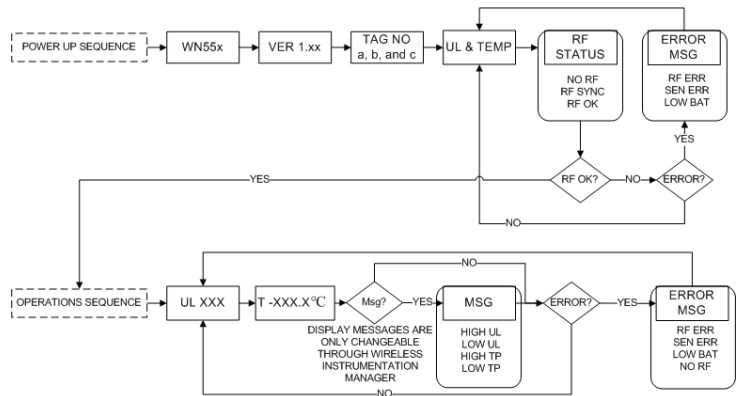 POWER UP SEQUENCE
WN55x
VER 1.xx
TAG NO
a, b, and c
UL & TEMP
RF
STATUS
NO RF
RF SYNC
RF OK
ERROR
MSG
RF ERR
SEN ERR
LOW BAT
YES
YES
RF OK?
NO
ERROR?
NO
NO
OPERATIONS SEQUENCE
UL XXX
T -XXX.X°C
Msg?
YES
MSG
ERROR?
YES
ERROR
MSG
DISPLAY MESSAGES ARE
ONLY CHANGEABLE
THROUGH WIRELESS
INSTRUMENTATION
MANAGER
HIGH UL
LOW UL
HIGH TP
LOW TP
RF ERR
SEN ERR
LOW BAT
NO RF
NO